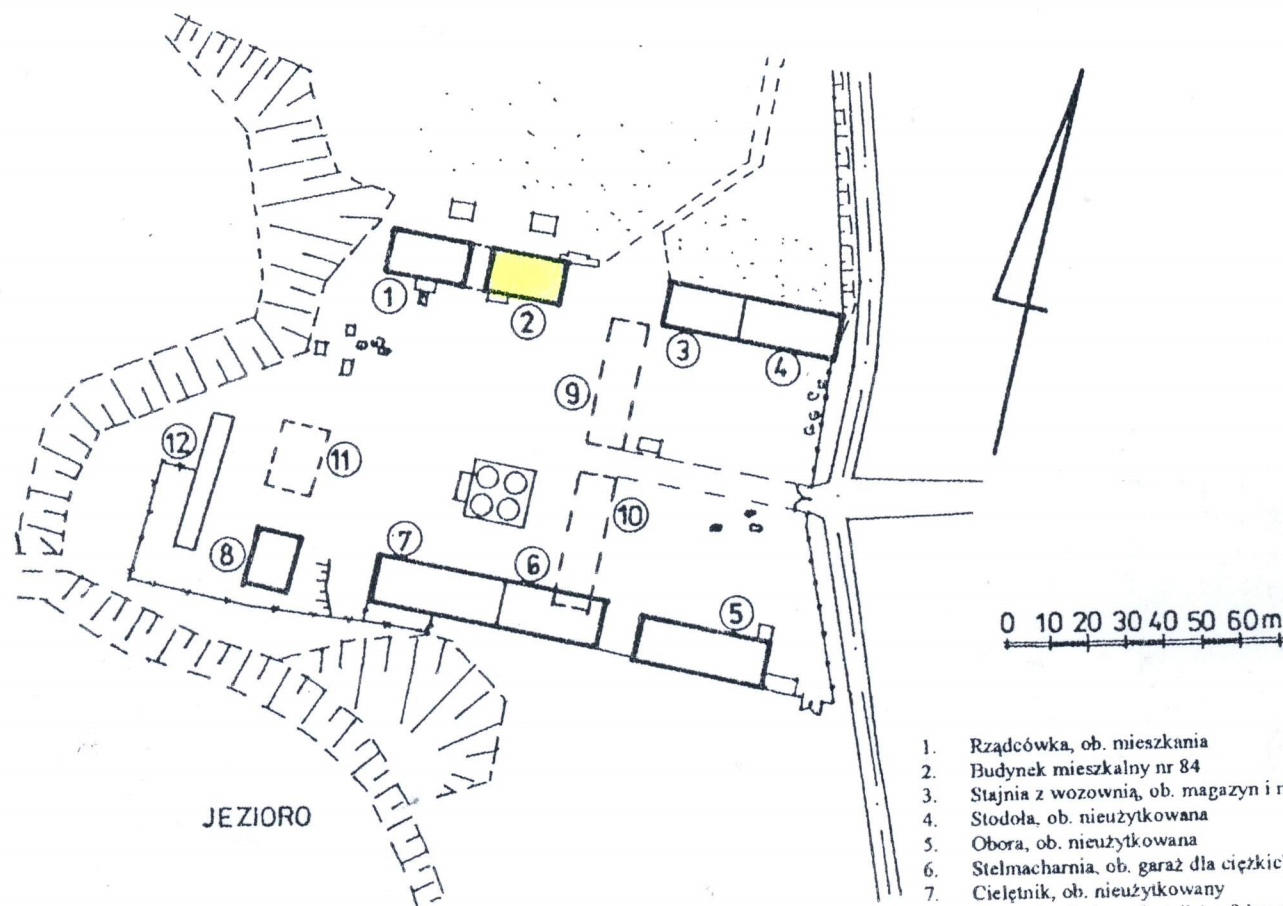 1
2
3
4
9
12
11
10
7
6
8
5
0 10 20 30 40 50 60m
JEZIORO
1. Rządcówka, ob. mieszkania
2. Budynek mieszkalny nr 84
3. Stajnia z wozownią, ob. magazyn i
4. Stodoła, ob. nieużytkowana
5. Obora, ob. nieużytkowana
6. Stelmacharnia, ob. garaż dla ciężkic
7. Cielętnik, ob. nieużytkowany